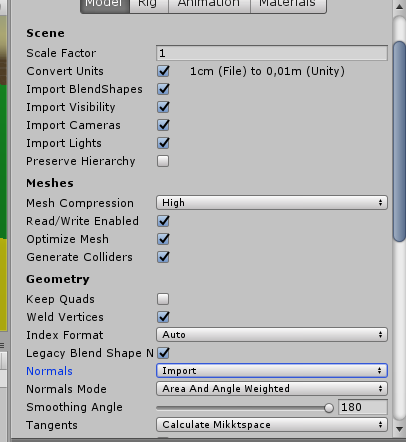 Model Rig Animation Materials
Scene
Scale Factor 1
Convert Units 1cm (File) to 0,01m (Unity)
Import BlendShapes
Import Visibility
Import Cameras
Import Lights
Preserve Hierarchy
Meshes
Mesh Compression High
Read/Write Enabled
Optimize Mesh
Generate Colliders
Geometry
Keep Quads
Weld Vertices
Index Format Auto
Legacy Blend Shape N
Normals Import
Normals Mode Area And Angle Weighted
Smoothing Angle 180
Tangents Calculate Mikktspace